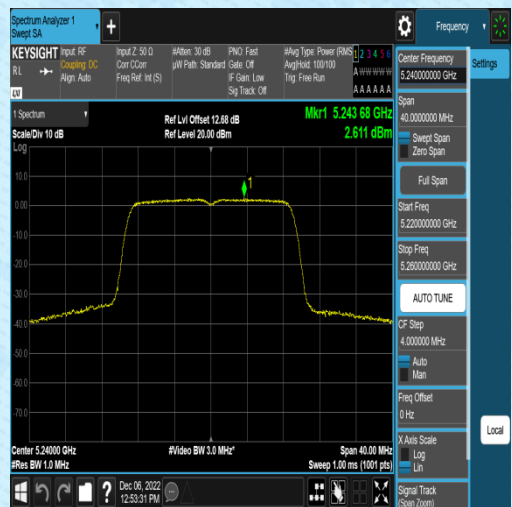 Spectrum Analyzer 1
Swept SA
+
Frequency
KEYSIGHT
Input: RF
Input Z: 50 Ω
#Atten: 30 dB
PNO: Fast
#Avg Type: Power (RMS
1 2 3 4 5 6
RL
Coupling: DC
Corr CCorr
µW Path: Standard
Gate: Off
Avg|Hold: 100/100
A W W W W W
Align: Auto
Freq Ref: Int (S)
IF Gain: Low
Trig: Free Run
Sig Track: Off
A A A A A A
1 Spectrum
Scale/Div 10 dB
Ref Lvl Offset 12.68 dB
Ref Level 20.00 dBm
Mkr1 5.243 68 GHz
2.611 dBm
Log
1
10.0
0.00
-10.0
-20.0
-30.0
-40.0
-50.0
-60.0
-70.0
Center 5.24000 GHz
#Res BW 1.0 MHz
#Video BW 3.0 MHz*
Span 40.00 MHz
Sweep 1.00 ms (1001 pts)
?
Dec 06, 2022
12:53:31 PM
Center Frequency
5.240000000 GHz
Span
40.0000000 MHz
Swept Span
Zero Span
Full Span
Start Freq
5.220000000 GHz
Stop Freq
5.260000000 GHz
AUTO TUNE
CF Step
4.000000 MHz
Auto
Man
Freq Offset
0 Hz
X Axis Scale
Log
Lin
Signal Track
(Span Zoom)
Settings
Local